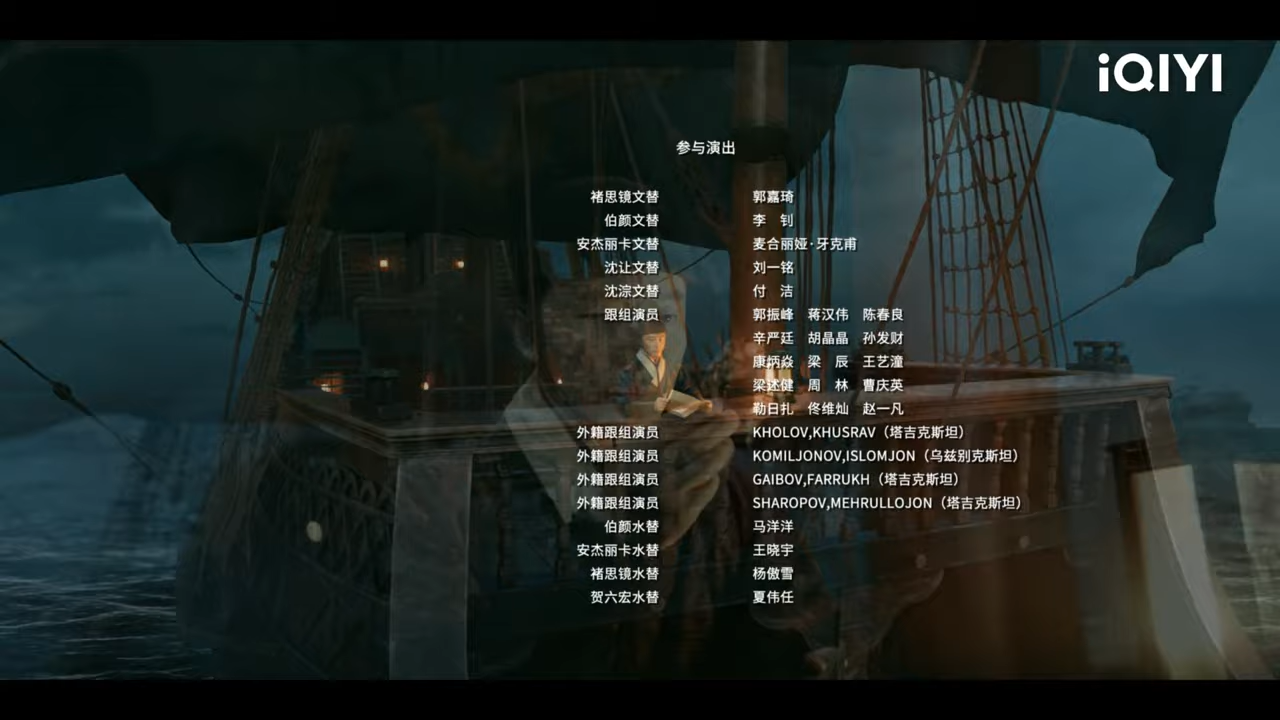 iQIYI
参与演出
褚思镜文替 郭嘉琦
伯颜文替 李 钊
安杰丽卡文替 麦合丽娅·牙克甫
沈让文替 刘一铭
沈淙文替 付 洁
跟组演员 郭振峰 蒋汉伟 陈春良
辛严廷 胡晶晶 孙发财
康炳焱 梁 辰 王艺潼
梁述健 周 林 曹庆英
勒日扎 佟维灿 赵一凡
外籍跟组演员 KHOLOV,KHUSRAV（塔吉克斯坦）
外籍跟组演员 KOMILJONOV,ISLOMJON（乌兹别克斯坦）
外籍跟组演员 GAIBOV,FARRUKH（塔吉克斯坦）
外籍跟组演员 SHAROPOV,MEHRULLOJON（塔吉克斯坦）
伯颜水替 马洋洋
安杰丽卡水替 王晓宇
褚思镜水替 杨傲雪
贺六宏水替 夏伟任